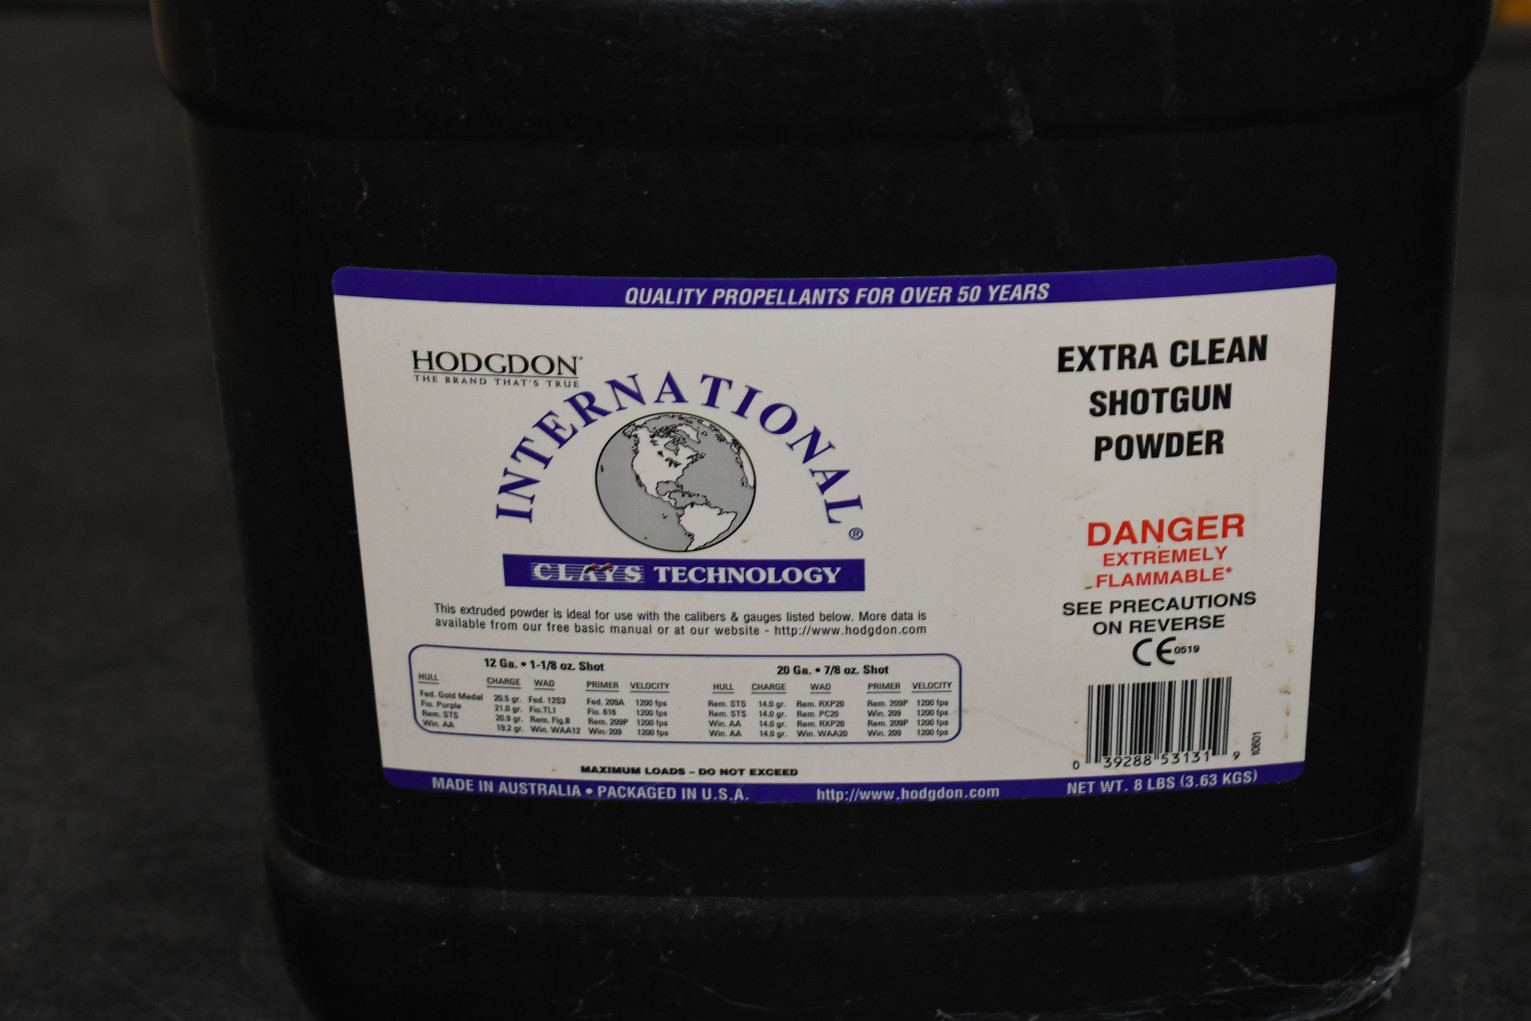 QUALITY PROPELLANTS FOR OVER 50 YEARS
HODGDON®
THE BRAND THAT'S TRUE
INTERNATIONAL®
CLAYS TECHNOLOGY
This extruded powder is ideal for use with the calibers & gauges listed below. More data is
available from our free basic manual or at our website - http://www.hodgdon.com
12 Ga. • 1-1/8 oz. Shot
HULL CHARGE WAD PRIMER VELOCITY
Fed. Gold Medal 20.5 gr. Fed. 12S3 Fed. 209A 1200 fps
Fio. Purple 21.0 gr. Fio.TL1 Fio. 616 1200 fps
Rem. STS 20.9 gr. Rem. Fig.8 Rem. 209P 1200 fps
Win. AA 19.2 gr. Win. WAA12 Win. 209 1200 fps
20 Ga. • 7/8 oz. Shot
HULL CHARGE WAD PRIMER VELOCITY
Rem. STS 14.0 gr. Rem. RXP20 Rem. 209P 1200 fps
Rem. STS 14.0 gr. Rem. PC20 Win. 209 1200 fps
Win. AA 14.0 gr. Rem. RXP20 Rem. 209P 1200 fps
Win. AA 14.0 gr. Win. WAA20 Win. 209 1200 fps
MAXIMUM LOADS – DO NOT EXCEED
EXTRA CLEAN
SHOTGUN
POWDER
DANGER
EXTREMELY
FLAMMABLE*
SEE PRECAUTIONS
ON REVERSE
CE 0519
0 39288 53131 9
MADE IN AUSTRALIA • PACKAGED IN U.S.A.
http://www.hodgdon.com
NET WT. 8 LBS (3.63 KGS)